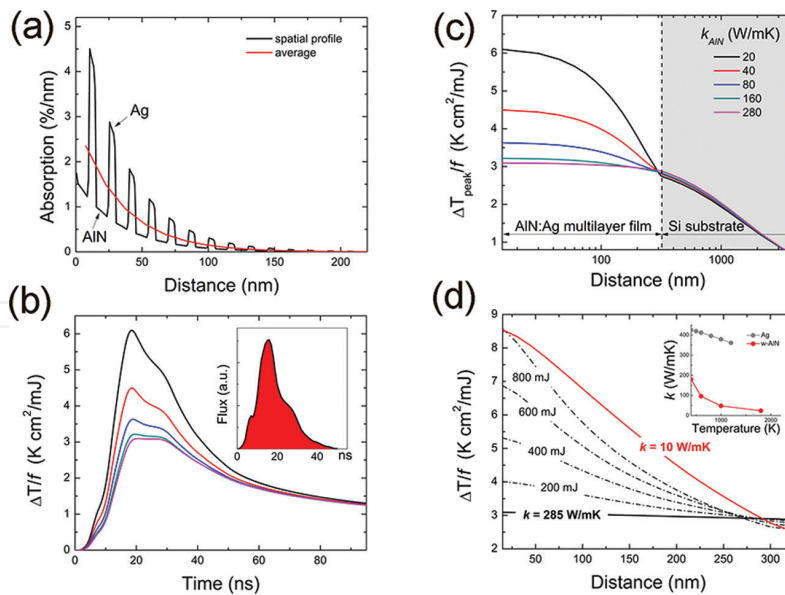 (a)
spatial profile
average
Ag
AlN
Absorption (%/nm)
5
4
3
2
1
0
0 50 100 150 200
Distance (nm)
(b)
ΔT/f (K cm²/mJ)
6
5
4
3
2
1
0
0 20 40 60 80
Time (ns)
Flux (a.u.)
0 20 40 ns
(c)
k_AlN (W/mK)
20
40
80
160
280
ΔT_peak/f (K cm²/mJ)
7
6
5
4
3
2
1
AlN:Ag multilayer film
Si substrate
100 1000
Distance (nm)
(d)
ΔT/f (K cm²/mJ)
9
8
7
6
5
4
3
2
800 mJ
600 mJ
400 mJ
200 mJ
k = 10 W/mK
k = 285 W/mK
50 100 150 200 250 300
Distance (nm)
k (W/mK)
400
300
200
100
0
Ag
w-AlN
1000 2000
Temperature (K)